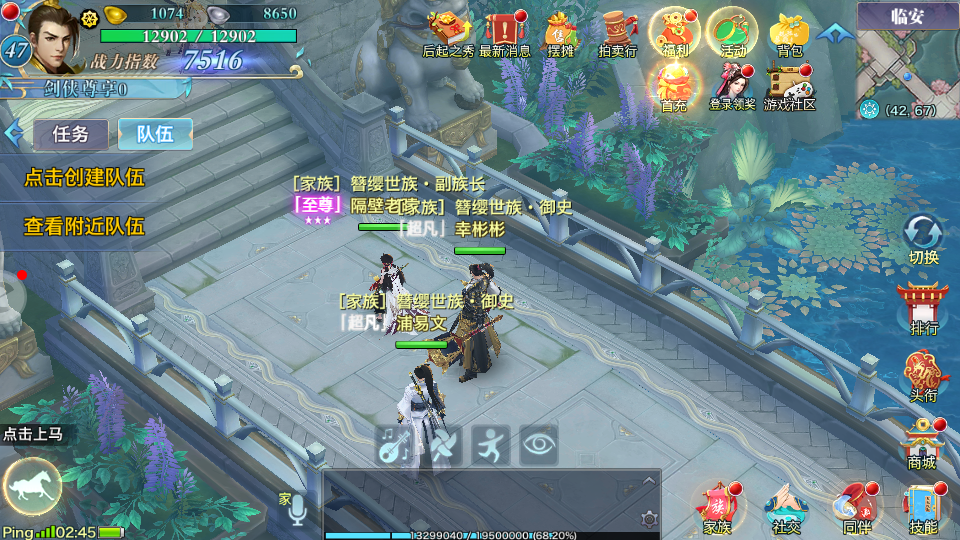 1074
8650
47
12902 / 12902
战力指数 7516
剑侠尊享0
后起之秀
最新消息
摆摊
拍卖行
福利
活动
背包
临安
首充
登录领奖
游戏社区
(42, 67)
任务
队伍
点击创建队伍
查看附近队伍
[家族] 簪缨世族·副族长
「至尊」 隔壁老
家族] 簪缨世族·御史
「超凡」 幸彬彬
[家族] 簪缨世族·御史
「超凡」 浦易文
切换
排行
头衔
商城
点击上马
家
家族
社交
同伴
技能
Ping
02:45
13299040 / 19500000 (68.20%)